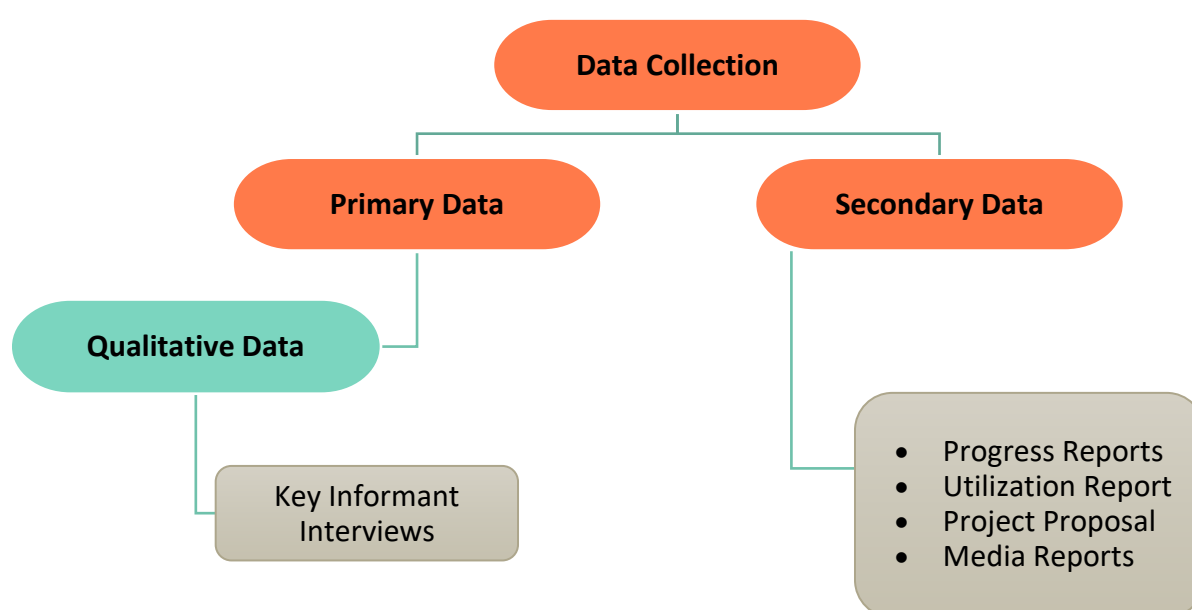 Data Collection
Primary Data
Secondary Data
Qualitative Data
Key Informant
Interviews
• Progress Reports
• Utilization Report
• Project Proposal
• Media Reports